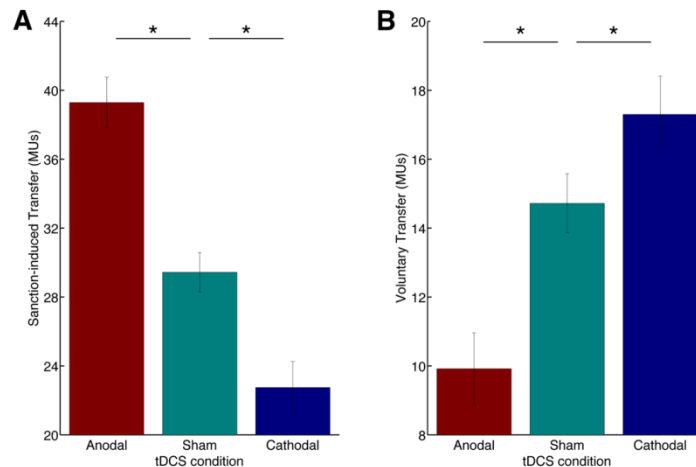 A
* *
Sanction-induced Transfer (MUs)
44
40
36
32
28
24
20
Anodal Sham Cathodal
tDCS condition
B
* *
Voluntary Transfer (MUs)
20
18
16
14
12
10
8
Anodal Sham Cathodal
tDCS condition